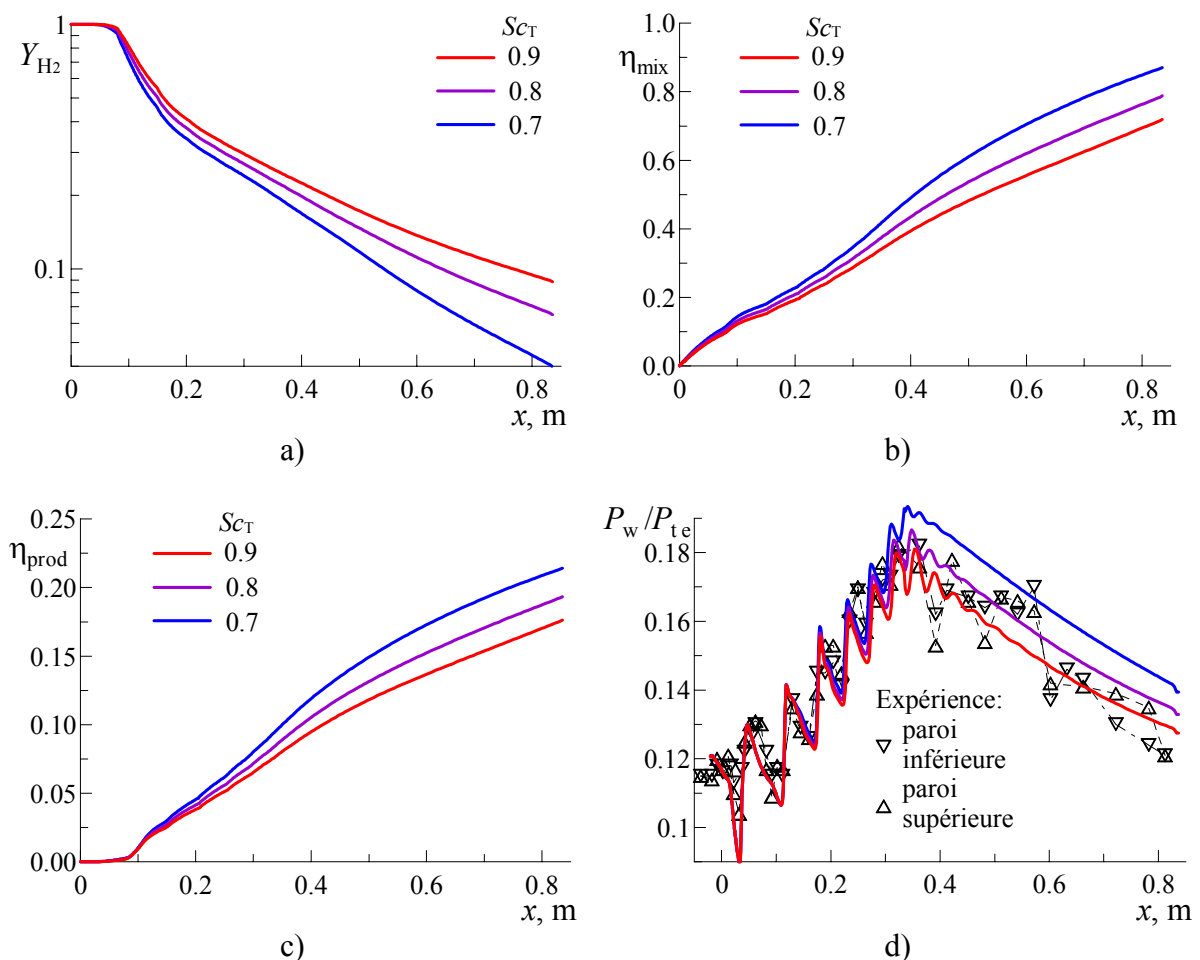 1
Y_H2
0.1
Sc_T
0.9
0.8
0.7
0 0.2 0.4 0.6 0.8
x, m
a)
1.0
η_mix
0.8
0.6
0.4
0.2
0.0
Sc_T
0.9
0.8
0.7
0 0.2 0.4 0.6 0.8
x, m
b)
0.25
η_prod
0.20
0.15
0.10
0.05
0.00
Sc_T
0.9
0.8
0.7
0 0.2 0.4 0.6 0.8
x, m
c)
P_w/P_te
0.18
0.16
0.14
0.12
0.1
Expérience:
paroi
inférieure
paroi
supérieure
0 0.2 0.4 0.6 0.8
x, m
d)